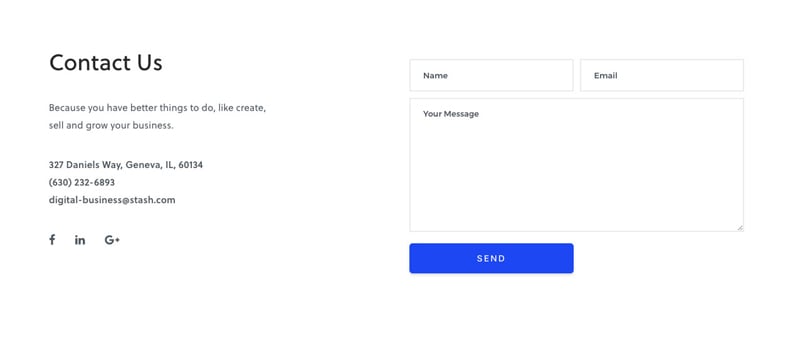 Contact Us
Because you have better things to do, like create,
sell and grow your business.
327 Daniels Way, Geneva, IL, 60134
(630) 232-6893
digital-business@stash.com
Name
Email
Your Message
SEND